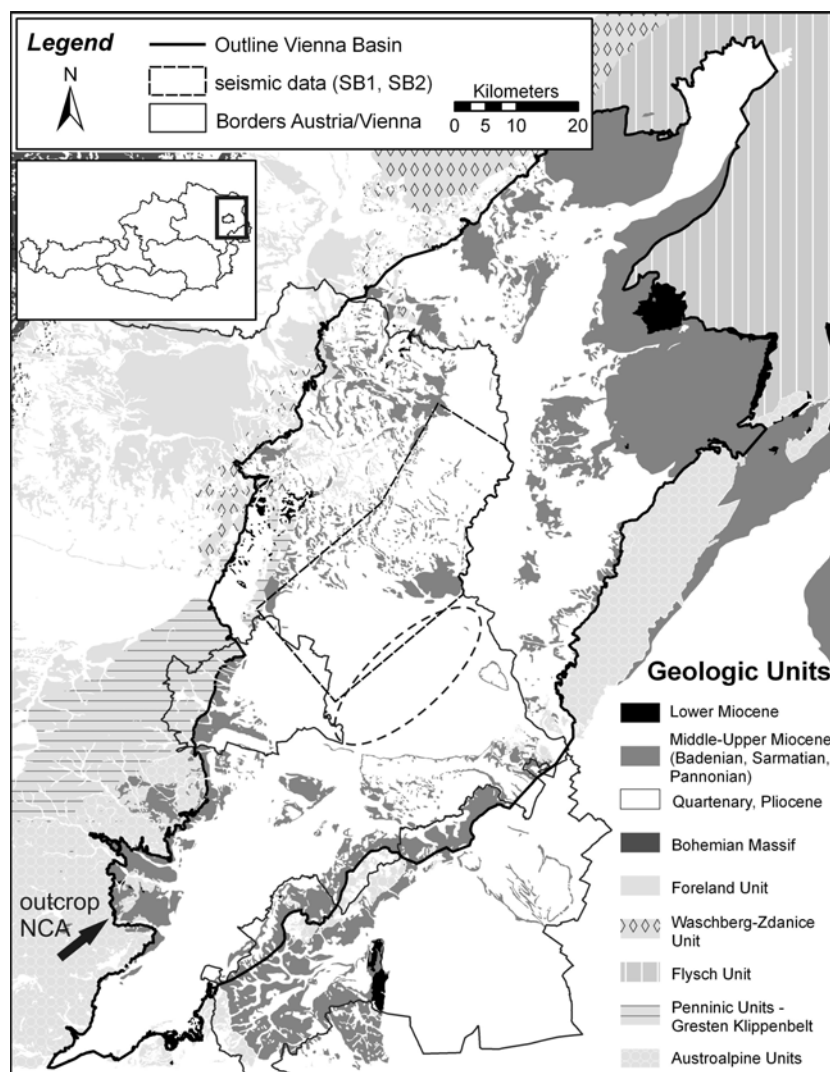 Legend
N
Outline Vienna Basin
seismic data (SB1, SB2)
Borders Austria/Vienna
Kilometers
0 5 10 20
outcrop
NCA
Geologic Units
Lower Miocene
Middle-Upper Miocene
(Badenian, Sarmatian,
Pannonian)
Quartenary, Pliocene
Bohemian Massif
Foreland Unit
Waschberg-Zdanice
Unit
Flysch Unit
Penninic Units -
Gresten Klippenbelt
Austroalpine Units